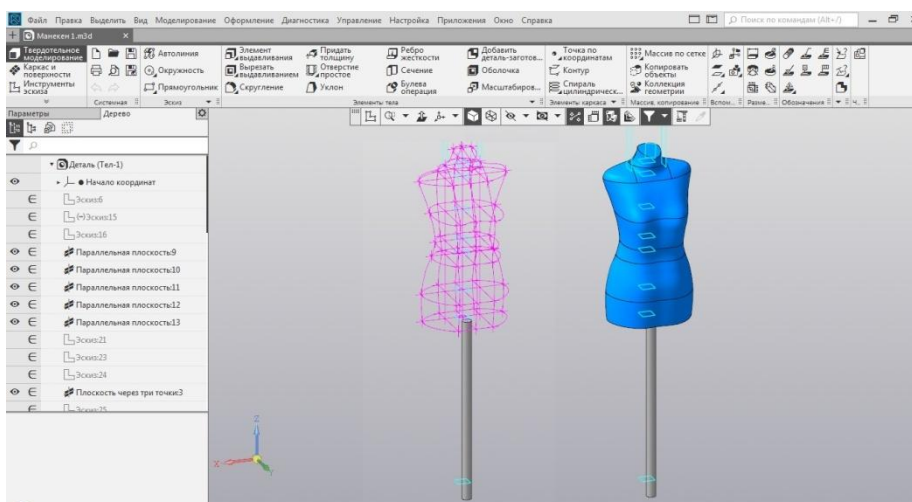 Файл Правка Выделить Вид Моделирование Оформление Диагностика Управление Настройка Приложения Окно Справка
Поиск по командам (Alt+/)
Манекен 1.m3d
Твердотельное моделирование
Каркас и поверхности
Инструменты эскиза
Системная
Автолиния
Окружность
Прямоугольник
Эскиз
Элемент выдавливания
Вырезать выдавливанием
Скругление
Придать толщину
Отверстие простое
Уклон
Ребро жесткости
Сечение
Булева операция
Добавить деталь-заготов...
Оболочка
Масштабиров...
Элементы тела
Точка по координатам
Контур
Спираль цилиндрическ...
Элементы каркаса
Массив по сетке
Копировать объекты
Коллекция геометрии
Массив, копирование
Вспом...
Разме...
Обозначения
Ч...
Параметры
Дерево
Деталь (Тел-1)
Начало координат
Эскиз:6
(-)Эскиз:15
Эскиз:16
Параллельная плоскость:9
Параллельная плоскость:10
Параллельная плоскость:11
Параллельная плоскость:12
Параллельная плоскость:13
Эскиз:21
Эскиз:23
Эскиз:24
Плоскость через три точки:3
Эскиз:25
Z
X
Y